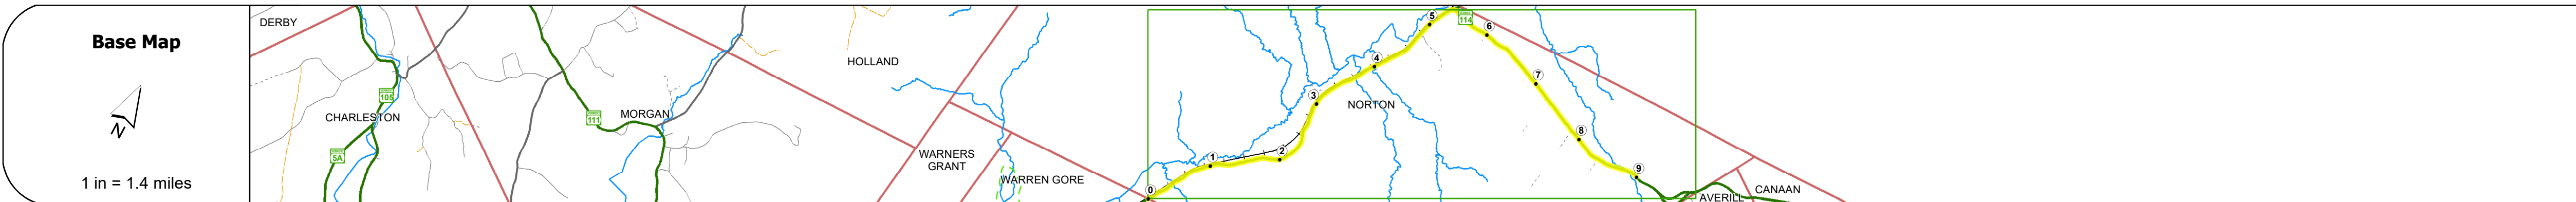 Base Map
N
1 in = 1.4 miles
DERBY
105
CHARLESTON
5A
111
MORGAN
HOLLAND
WARNERS
GRANT
WARREN GORE
0
1
2
3
4
5
114
6
7
8
9
NORTON
AVERILL
CANAAN